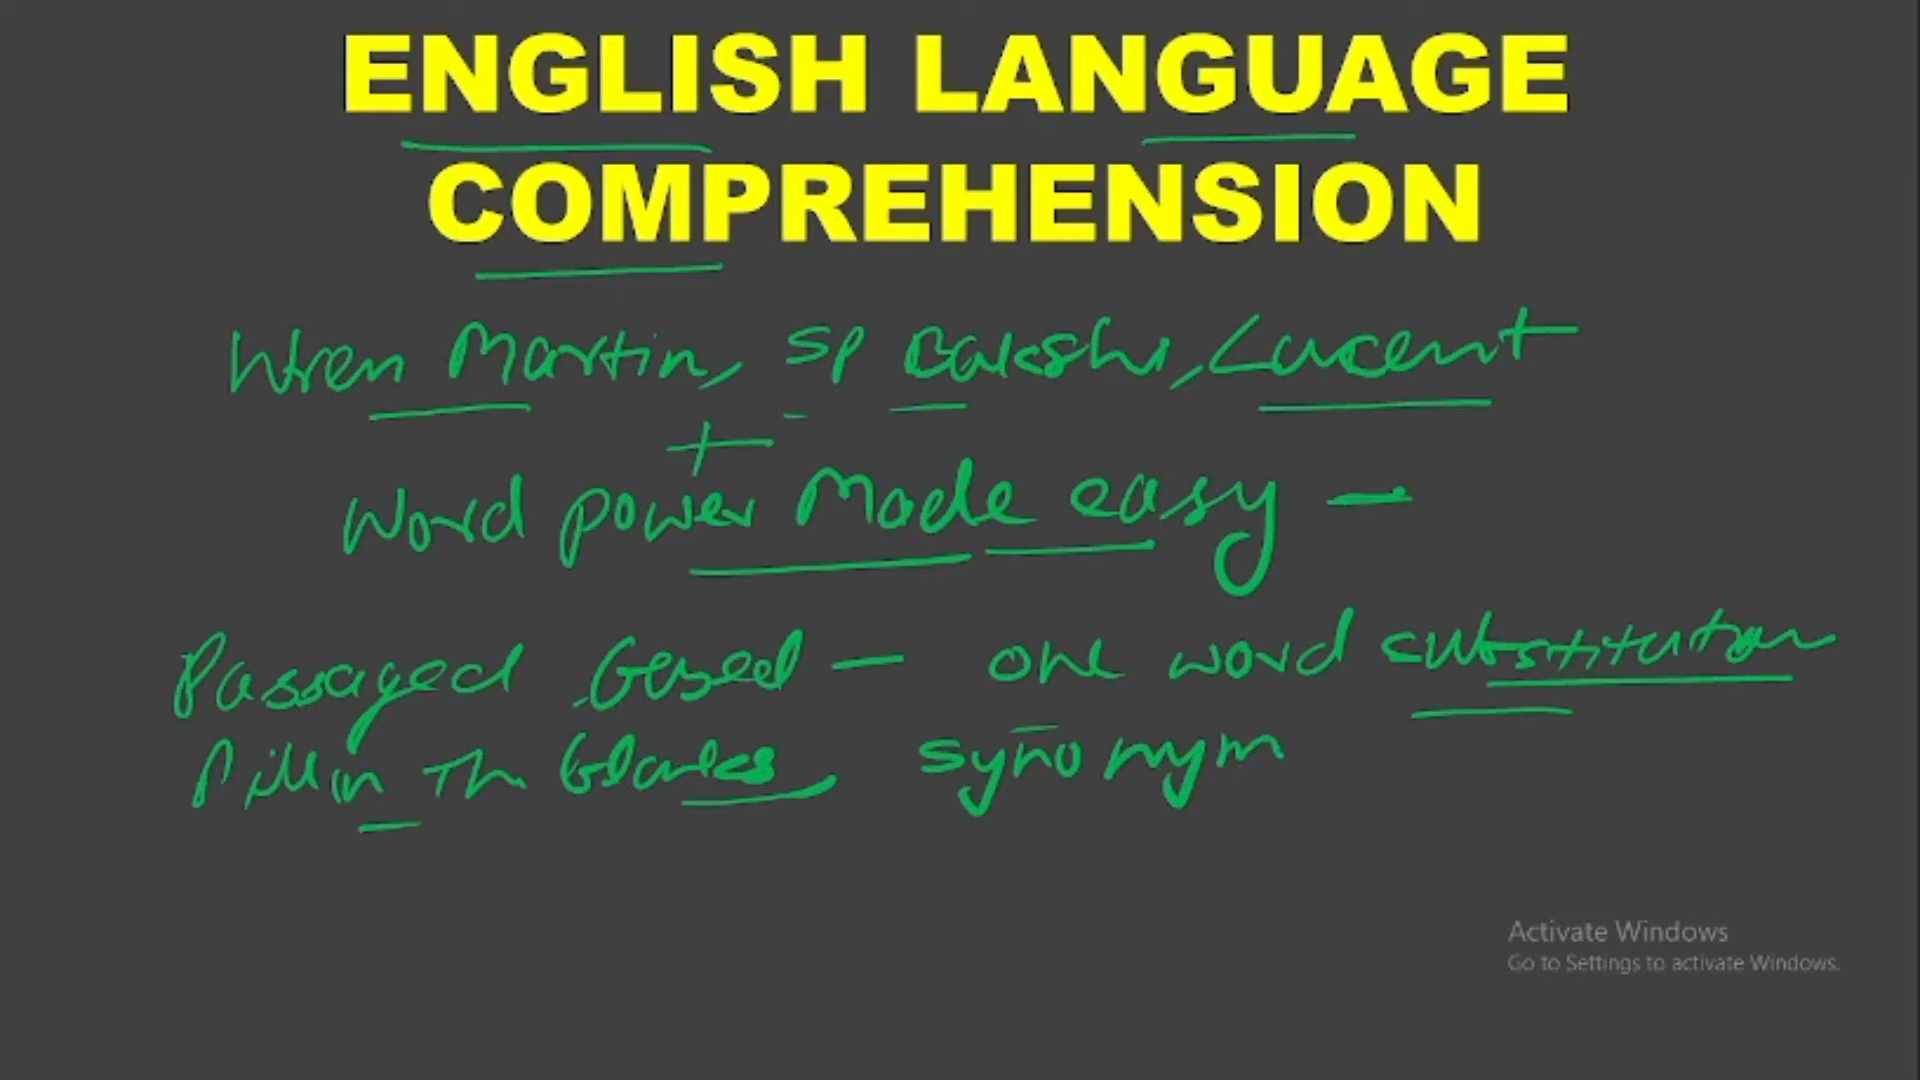 ENGLISH LANGUAGE
COMPREHENSION
Wren Martin, SP Bakshi, Lucent
+
Word power Made easy -
Passaged based - one word substitution
fill in the blanks, synonym
Activate Windows
Go to Settings to activate Windows.